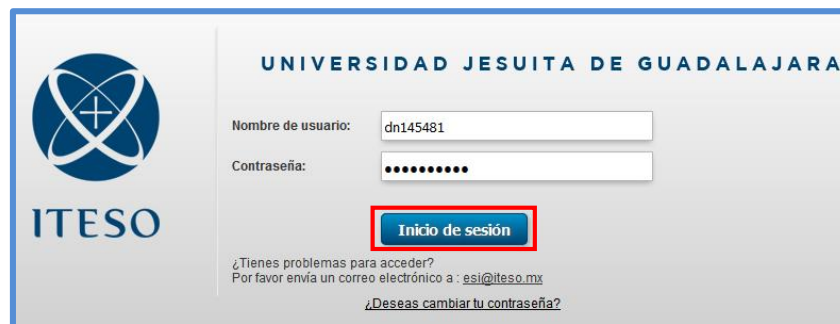 UNIVERSIDAD JESUITA DE GUADALAJARA
Nombre de usuario: dn145481
Contraseña: ••••••••••
ITESO
Inicio de sesión
¿Tienes problemas para acceder?
Por favor envía un correo electrónico a : esi@iteso.mx
¿Deseas cambiar tu contraseña?